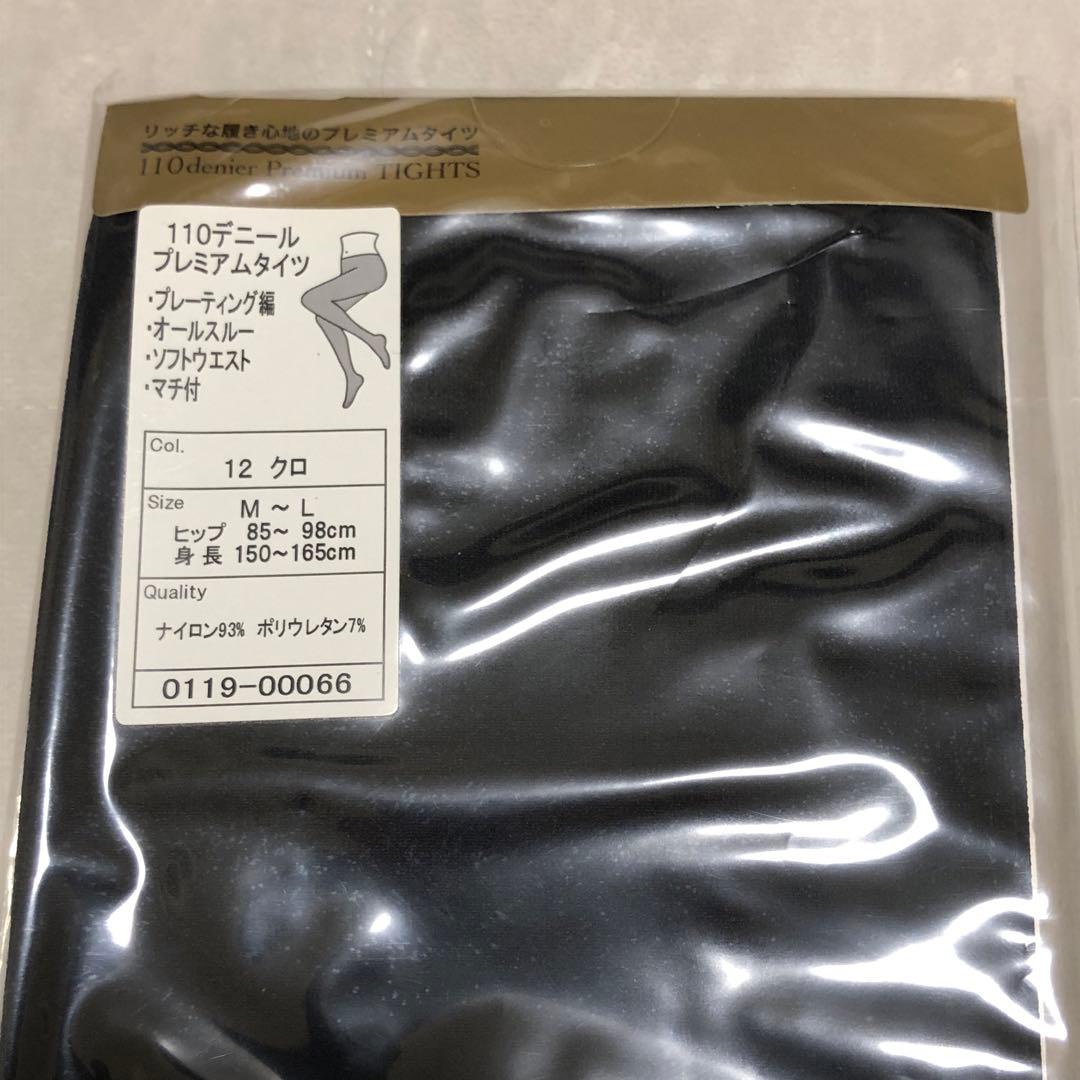 リッチな履き心地のプレミアムタイツ
110denier Premium TIGHTS
110デニール
プレミアムタイツ
・プレーティング編
・オールスルー
・ソフトウエスト
・マチ付
Col.
12 クロ
Size
M ～ L
ヒップ 85～ 98cm
身長 150～165cm
Quality
ナイロン93% ポリウレタン7%
0119-00066